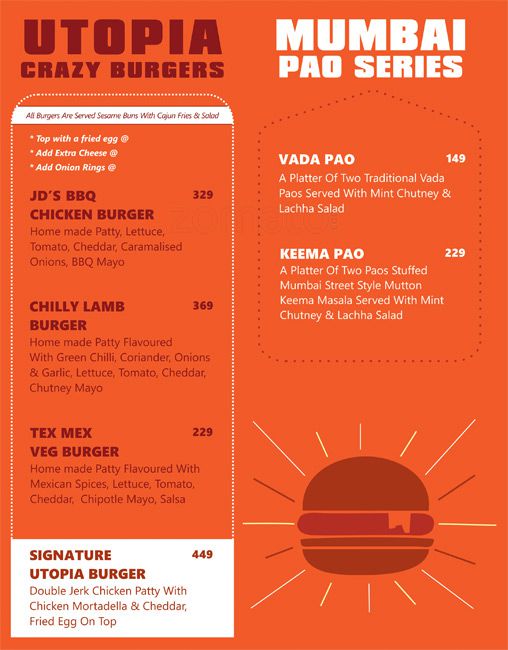 UTOPIA
CRAZY BURGERS
All Burgers Are Served Sesame Buns With Cajun Fries & Salad
* Top with a fried egg @
* Add Extra Cheese @
* Add Onion Rings @
JD'S BBQ 329
CHICKEN BURGER
Home made Patty, Lettuce,
Tomato, Cheddar, Caramalised
Onions, BBQ Mayo
CHILLY LAMB 369
BURGER
Home made Patty Flavoured
With Green Chilli, Coriander, Onions
& Garlic, Lettuce, Tomato, Cheddar,
Chutney Mayo
TEX MEX 229
VEG BURGER
Home made Patty Flavoured With
Mexican Spices, Lettuce, Tomato,
Cheddar, Chipotle Mayo, Salsa
SIGNATURE 449
UTOPIA BURGER
Double Jerk Chicken Patty With
Chicken Mortadella & Cheddar,
Fried Egg On Top
MUMBAI
PAO SERIES
VADA PAO 149
A Platter Of Two Traditional Vada
Paos Served With Mint Chutney &
Lachha Salad
KEEMA PAO 229
A Platter Of Two Paos Stuffed
Mumbai Street Style Mutton
Keema Masala Served With Mint
Chutney & Lachha Salad
zomato